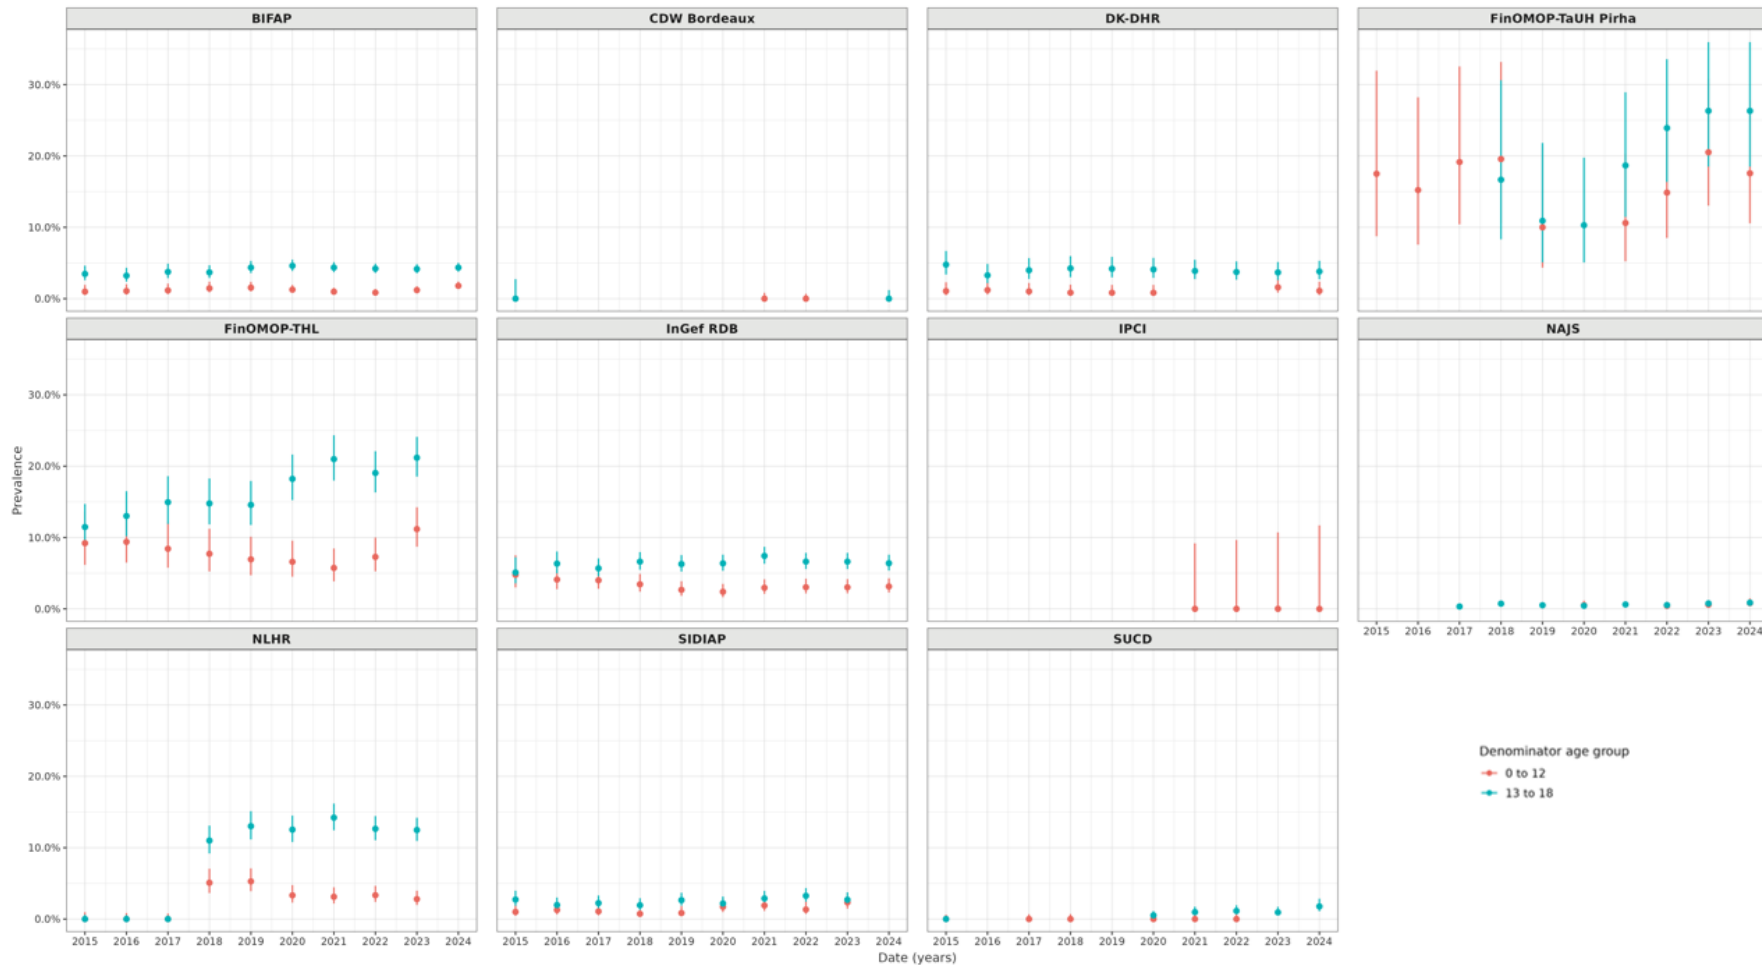 BIFAP
CDW Bordeaux
DK-DHR
FinOMOP-TaUH Pirha
30.0%
20.0%
10.0%
0.0%
FinOMOP-THL
InGef RDB
IPCI
NAJS
30.0%
20.0%
10.0%
0.0%
2015 2016 2017 2018 2019 2020 2021 2022 2023 2024
NLHR
SIDIAP
SUCD
30.0%
20.0%
10.0%
0.0%
2015 2016 2017 2018 2019 2020 2021 2022 2023 2024
2015 2016 2017 2018 2019 2020 2021 2022 2023 2024
2015 2016 2017 2018 2019 2020 2021 2022 2023 2024
Prevalence
Date (years)
Denominator age group
0 to 12
13 to 18